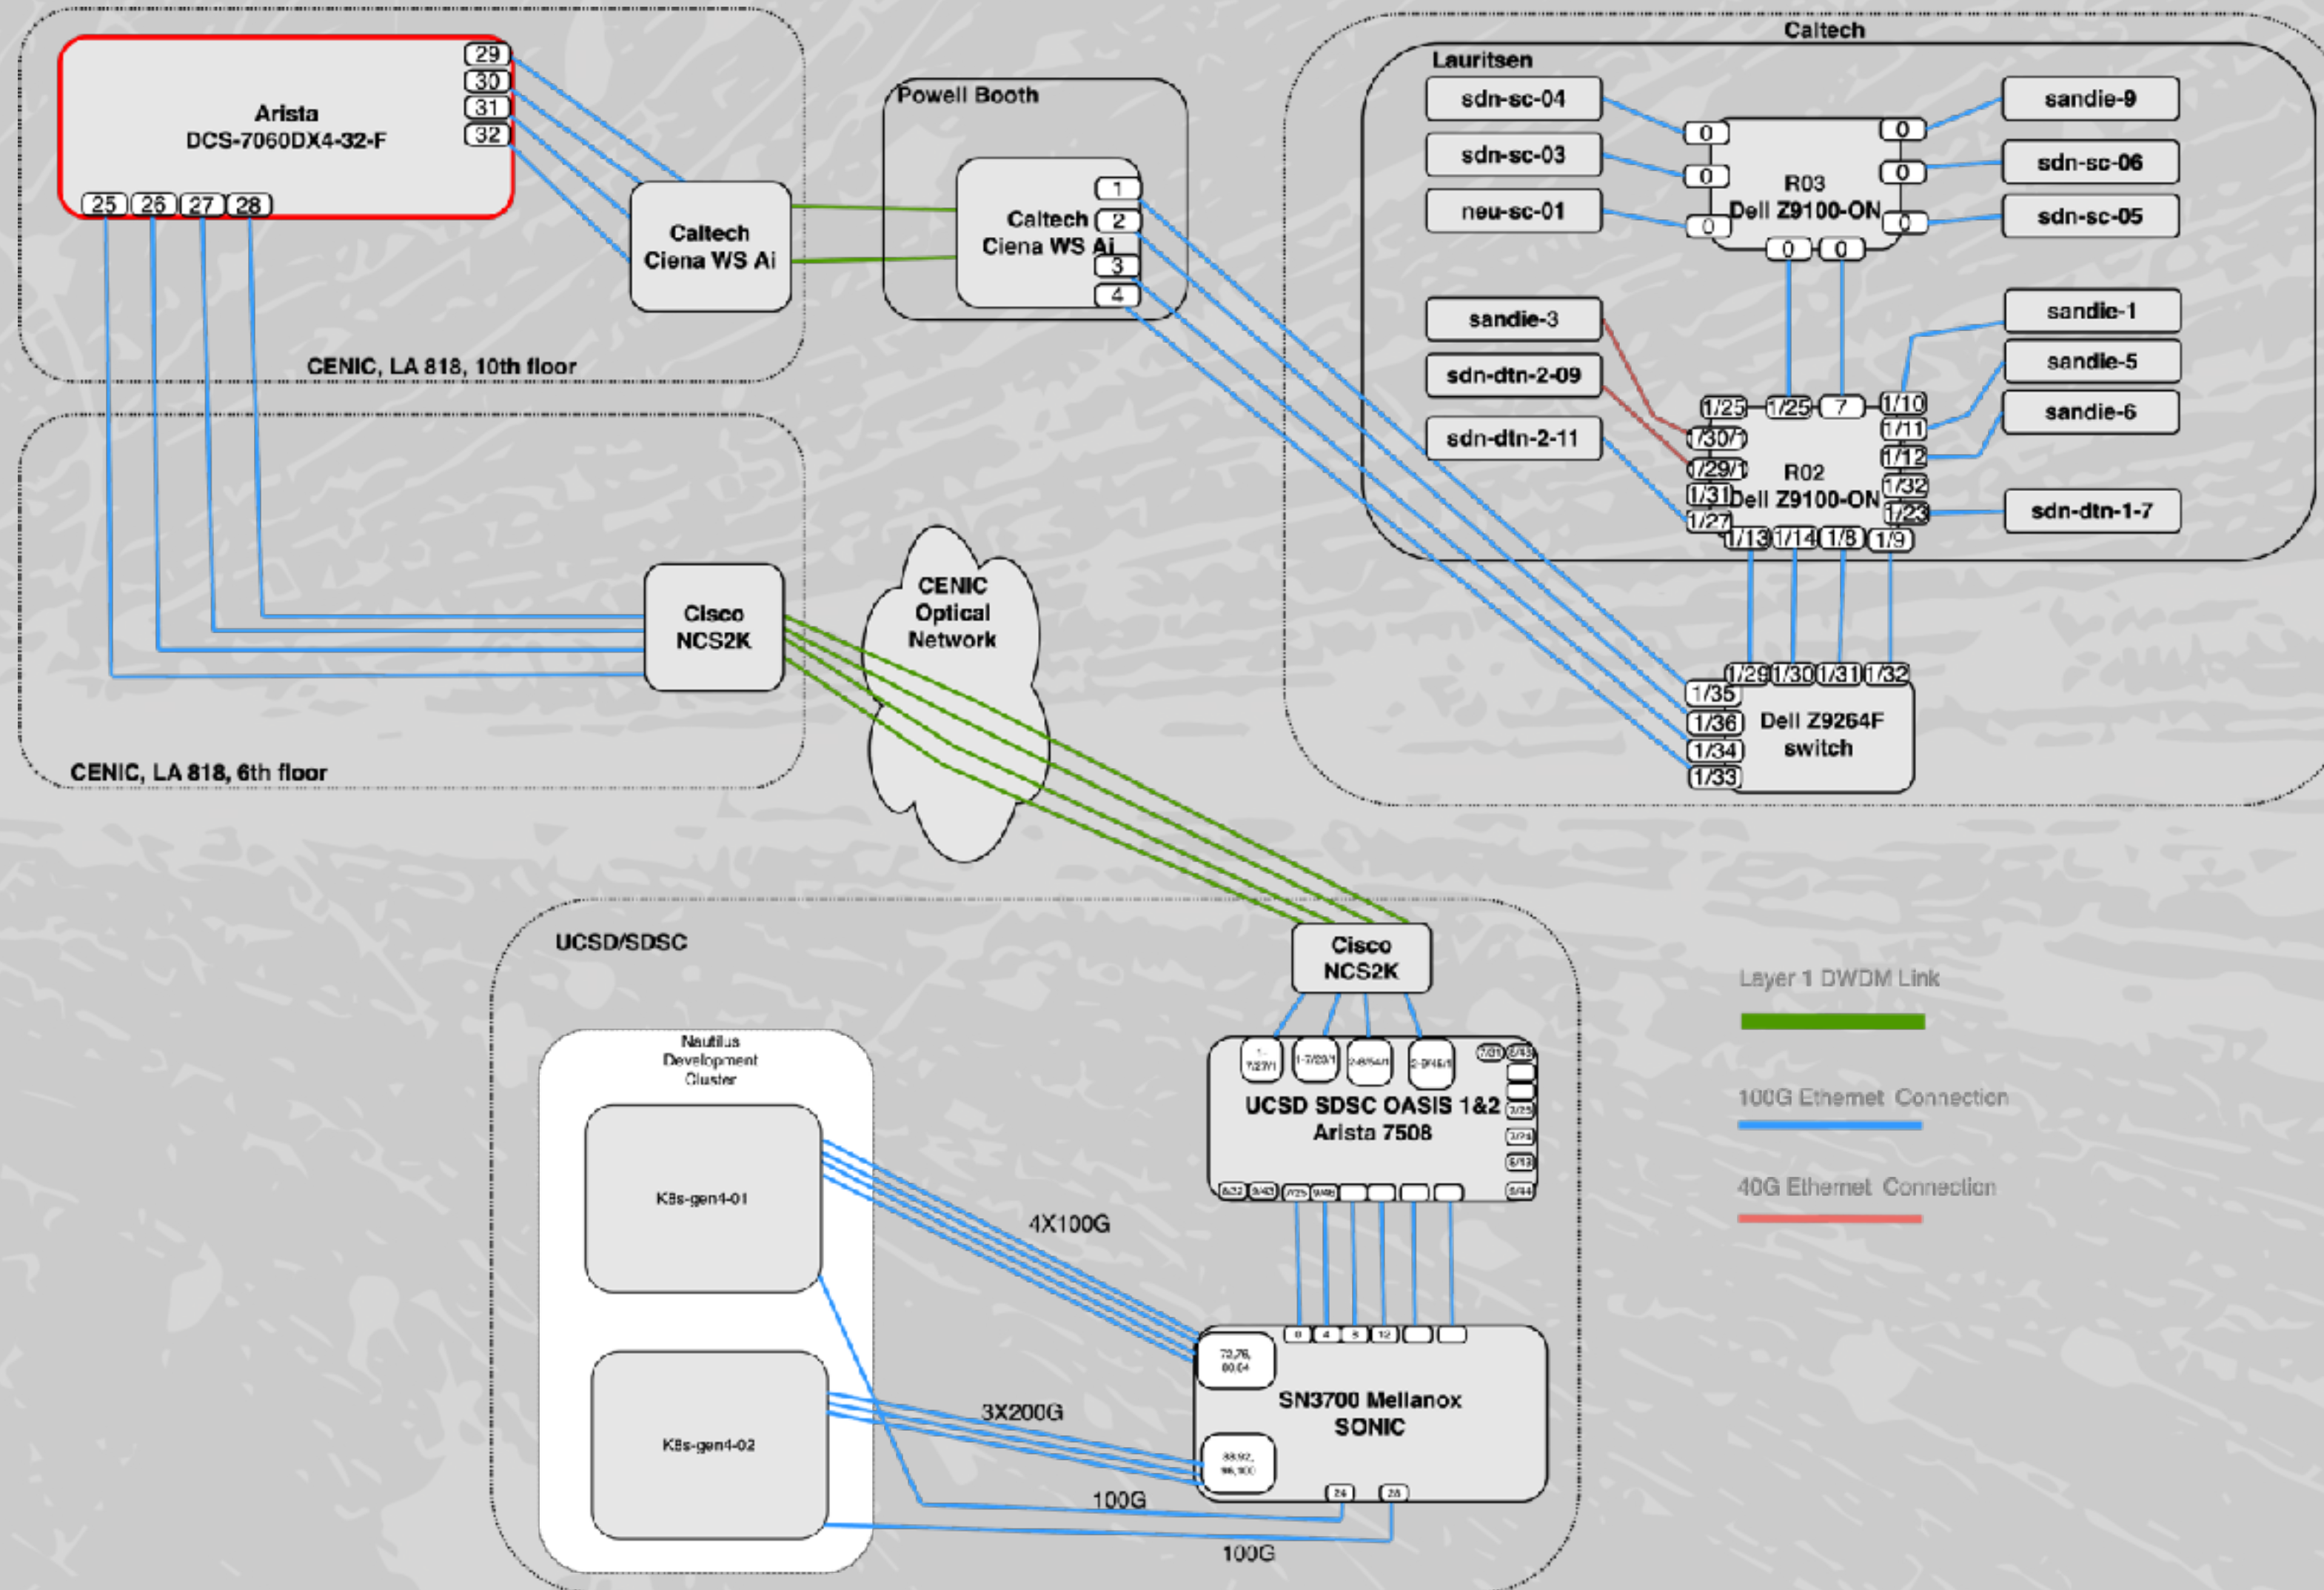 29
30
31
32
Arista
DCS-7060DX4-32-F
25
26
27
28
Caltech
Ciena WS Ai
CENIC, LA 818, 10th floor
Powell Booth
Caltech
Ciena WS Ai
1
2
3
4
Cisco
NCS2K
CENIC, LA 818, 6th floor
CENIC
Optical
Network
Caltech
Lauritsen
sdn-sc-04
sdn-sc-03
neu-sc-01
0
0
0
R03
Dell Z9100-ON
0
0
0
0
0
sandie-9
sdn-sc-06
sdn-sc-05
sandie-3
sdn-dtn-2-09
sdn-dtn-2-11
1/25
1/25
7
1/10
1/30/1
1/29/1
1/31
1/27
R02
Dell Z9100-ON
1/11
1/12
1/32
1/23
1/13
1/14
1/8
1/9
sandie-1
sandie-5
sandie-6
sdn-dtn-1-7
1/29
1/30
1/31
1/32
1/35
1/36
1/34
1/33
Dell Z9264F
switch
UCSD/SDSC
Cisco
NCS2K
Nautilus
Development
Cluster
K8s-gen4-01
K8s-gen4-02
UCSD SDSC OASIS 1&2
Arista 7508
4X100G
3X200G
100G
100G
0
4
8
12
SN3700 Mellanox
SONIC
28
Layer 1 DWDM Link
100G Ethernet Connection
40G Ethernet Connection